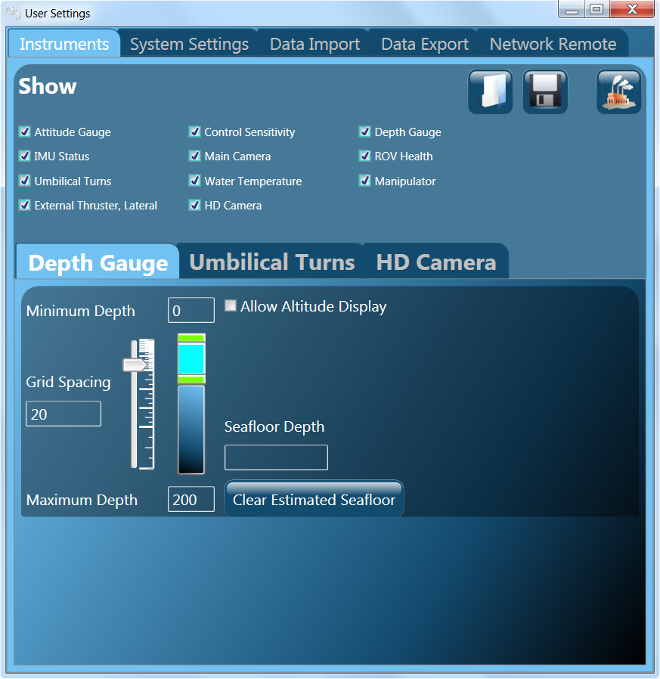 User Settings
Instruments System Settings Data Import Data Export Network Remote
Show
Attitude Gauge Control Sensitivity Depth Gauge
IMU Status Main Camera ROV Health
Umbilical Turns Water Temperature Manipulator
External Thruster, Lateral HD Camera
Depth Gauge Umbilical Turns HD Camera
Minimum Depth 0 Allow Altitude Display
Grid Spacing
20
Seafloor Depth
Maximum Depth 200 Clear Estimated Seafloor